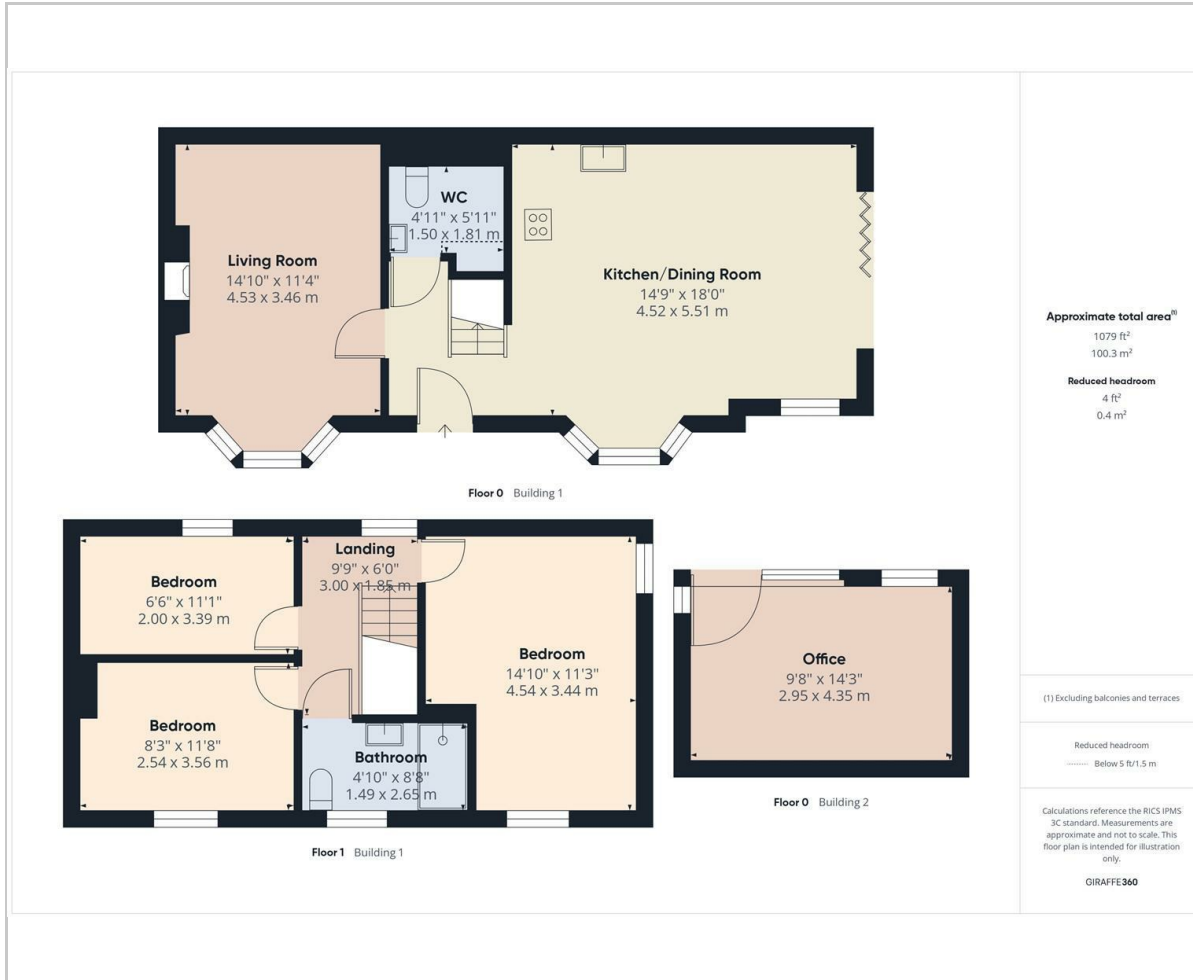 Living Room
14'10" x 11'4"
4.53 x 3.46 m
WC
4'11" x 5'11"
1.50 x 1.81 m
Kitchen/Dining Room
14'9" x 18'0"
4.52 x 5.51 m
Floor 0 Building 1
Bedroom
6'6" x 11'1"
2.00 x 3.39 m
Landing
9'9" x 6'0"
3.00 x 1.85 m
Bedroom
14'10" x 11'3"
4.54 x 3.44 m
Bedroom
8'3" x 11'8"
2.54 x 3.56 m
Bathroom
4'10" x 8'8"
1.49 x 2.65 m
Floor 1 Building 1
Office
9'8" x 14'3"
2.95 x 4.35 m
Floor 0 Building 2
Approximate total area(1)
1079 ft²
100.3 m²
Reduced headroom
4 ft²
0.4 m²
(1) Excluding balconies and terraces
Reduced headroom
Below 5 ft/1.5 m
Calculations reference the RICS IPMS
3C standard. Measurements are
approximate and not to scale. This
floor plan is intended for illustration
only.
GIRAFFE360